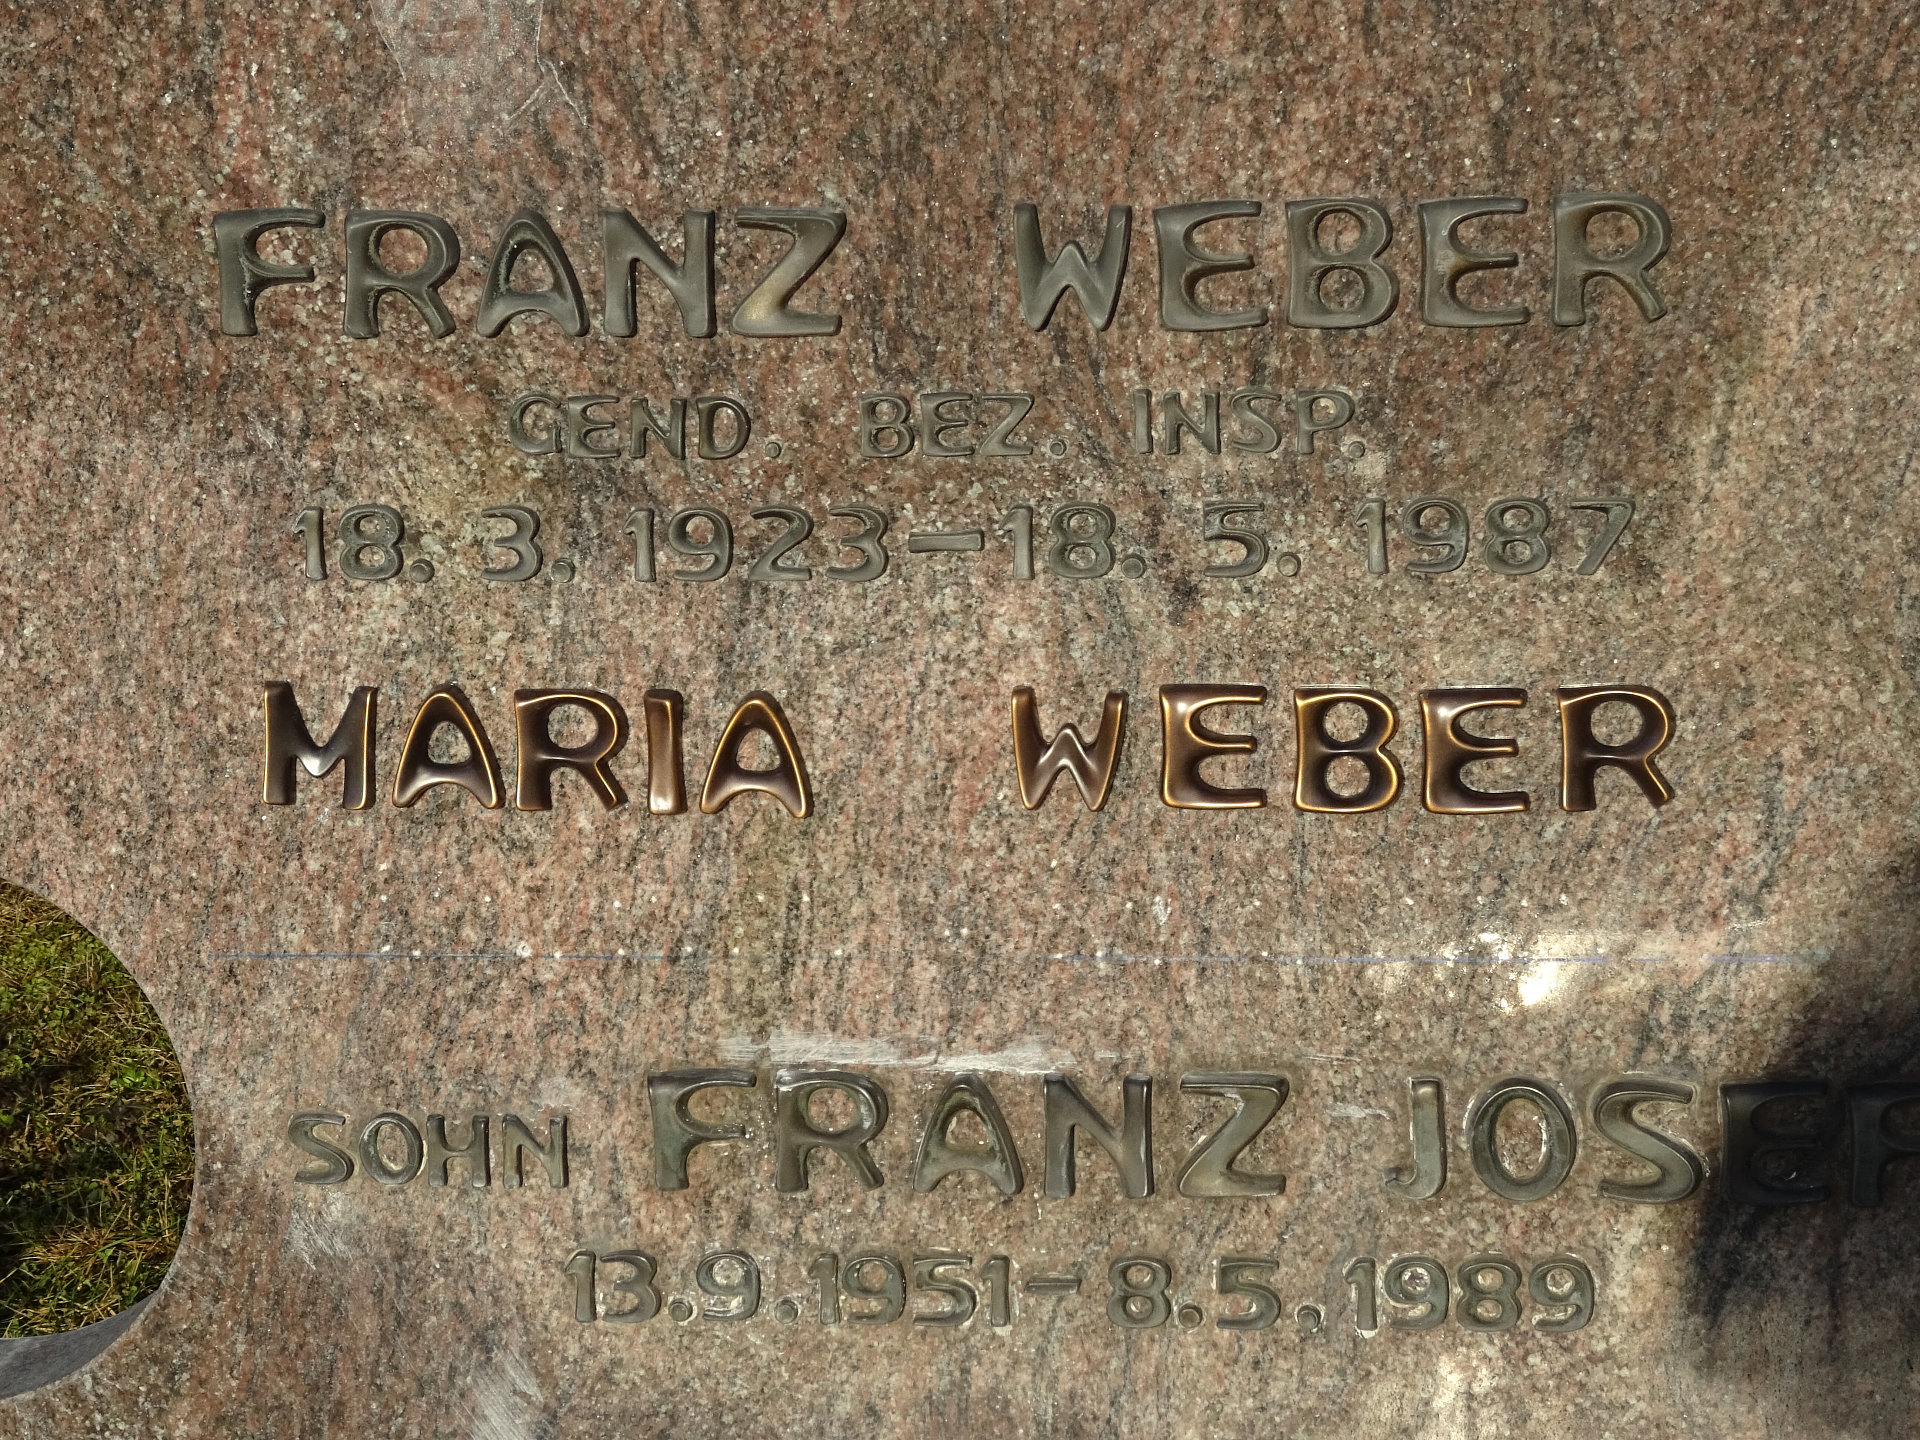 FRANZ WEBER
GEND. BEZ. INSP.
18. 3. 1923 – 18. 5. 1987
MARIA WEBER
SOHN FRANZ JOSEF
13.9.1951 – 8.5.1989